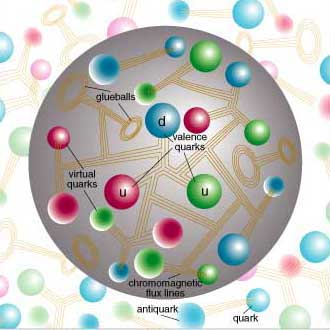 glueballs
d
valence
quarks
virtual
quarks
u
u
chromomagnetic
flux lines
antiquark
quark